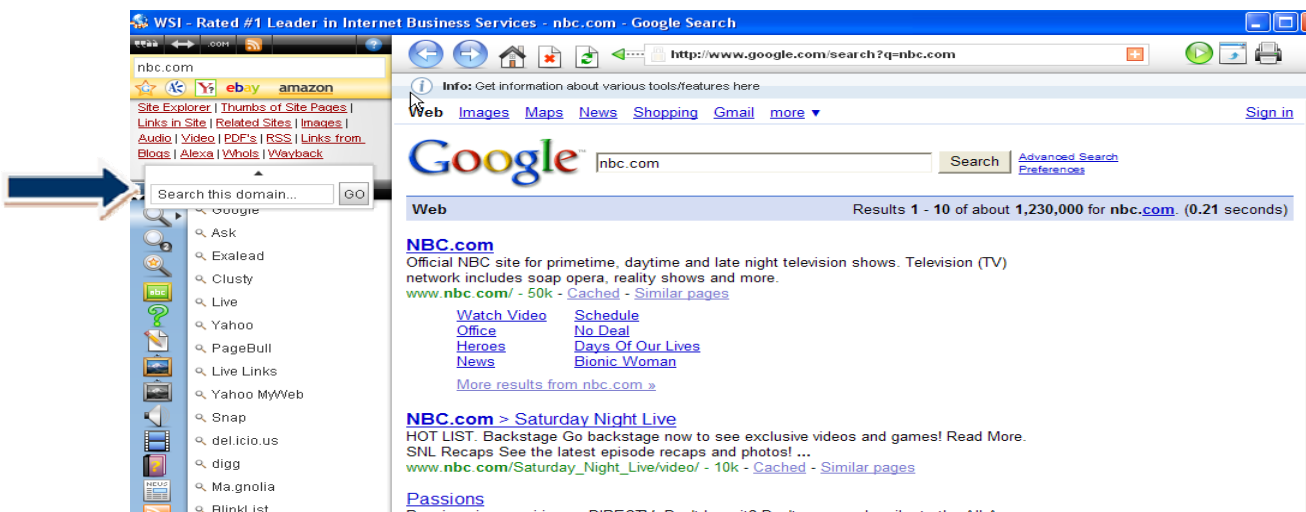 WSI - Rated #1 Leader in Internet Business Services - nbc.com - Google Search
.com
nbc.com
ebay amazon
Site Explorer | Thumbs of Site Pages |
Links in Site | Related Sites | Images |
Audio | Video | PDF's | RSS | Links from
Blogs | Alexa | WhoIs | Wayback
Search this domain... GO
Google
Ask
Exalead
Clusty
Live
Yahoo
PageBull
Live Links
Yahoo MyWeb
Snap
del.icio.us
digg
Ma.gnolia
BlinkList
abc
NEWS
http://www.google.com/search?q=nbc.com
Info: Get information about various tools/features here
Web Images Maps News Shopping Gmail more ▼ Sign in
Google™ nbc.com Search Advanced Search
Preferences
Web Results 1 - 10 of about 1,230,000 for nbc.com. (0.21 seconds)
NBC.com
Official NBC site for primetime, daytime and late night television shows. Television (TV)
network includes soap opera, reality shows and more.
www.nbc.com/ - 50k - Cached - Similar pages
Watch Video Schedule
Office No Deal
Heroes Days Of Our Lives
News Bionic Woman
More results from nbc.com »
NBC.com > Saturday Night Live
HOT LIST. Backstage Go backstage now to see exclusive videos and games! Read More.
SNL Recaps See the latest episode recaps and photos! ...
www.nbc.com/Saturday_Night_Live/video/ - 10k - Cached - Similar pages
Passions